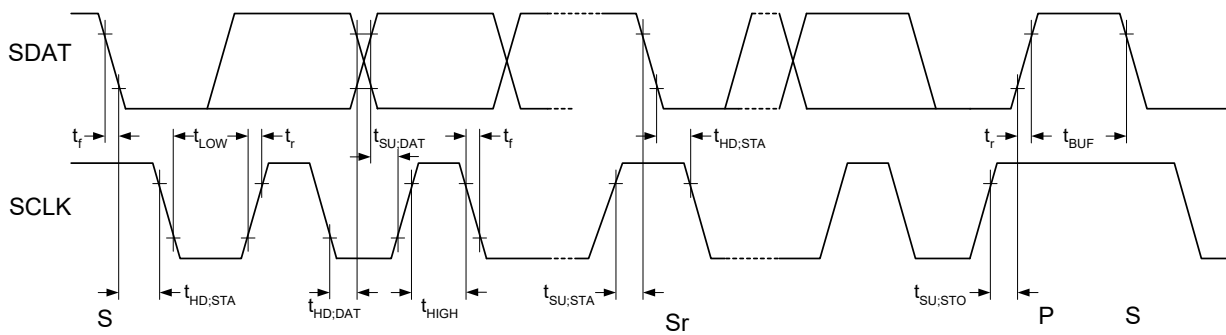 SDAT
t_f t_LOW t_r t_SU;DAT t_f t_HD;STA t_r t_BUF
SCLK
t_HD;STA t_HD;DAT t_HIGH t_SU;STA t_SU;STO
S Sr P S